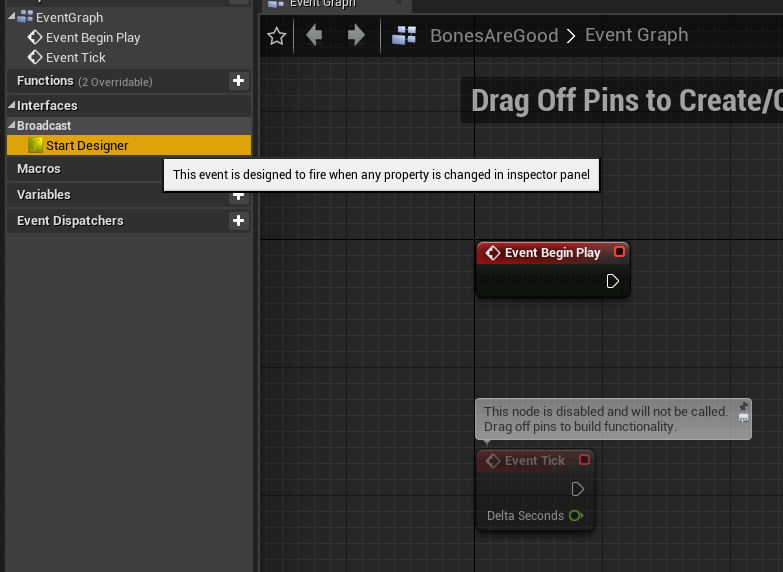 EventGraph
Event Begin Play
Event Tick
Functions (2 Overridable)
Interfaces
Broadcast
Start Designer
Macros
Variables
Event Dispatchers
This event is designed to fire when any property is changed in inspector panel
Event Graph
BonesAreGood > Event Graph
Drag Off Pins to Create/
Event Begin Play
This node is disabled and will not be called.
Drag off pins to build functionality.
Event Tick
Delta Seconds